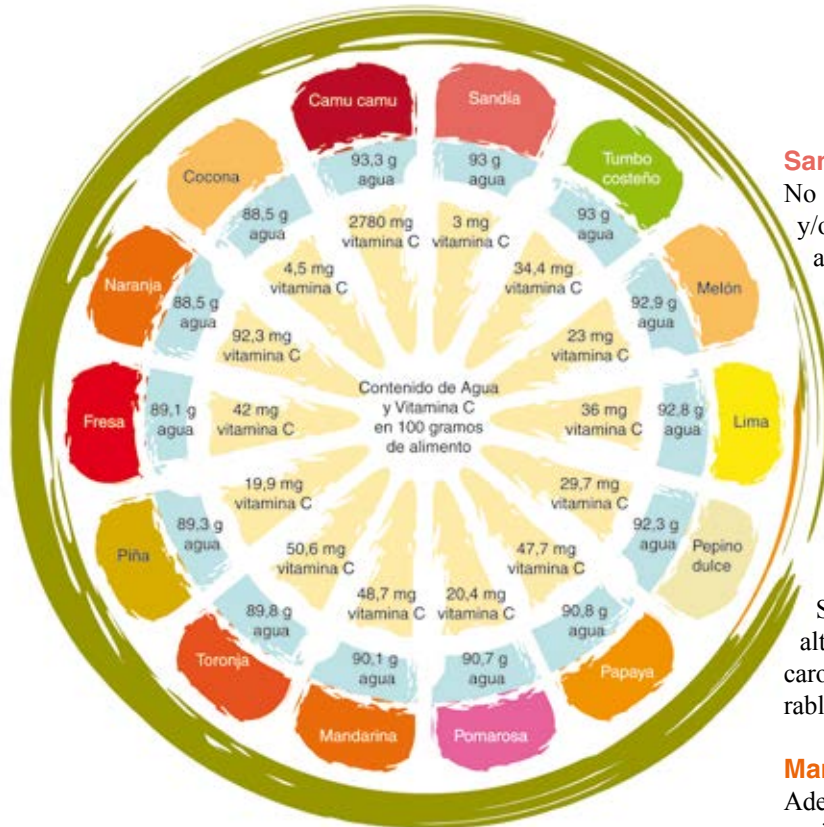 Camu camu
93,3 g
agua
2780 mg
vitamina C
Sandía
93 g
agua
3 mg
vitamina C
Tumbo
costeño
93 g
agua
34,4 mg
vitamina C
Melón
92,9 g
agua
23 mg
vitamina C
Lima
92,8 g
agua
36 mg
vitamina C
Pepino
dulce
92,3 g
agua
29,7 mg
vitamina C
Papaya
90,8 g
agua
47,7 mg
vitamina C
Pomarosa
90,7 g
agua
20,4 mg
vitamina C
Mandarina
90,1 g
agua
48,7 mg
vitamina C
Toronja
89,8 g
agua
50,6 mg
vitamina C
Piña
89,3 g
agua
19,9 mg
vitamina C
Fresa
89,1 g
agua
42 mg
vitamina C
Naranja
88,5 g
agua
92,3 mg
vitamina C
Cocona
88,5 g
agua
4,5 mg
vitamina C
Contenido de Agua
y Vitamina C
en 100 gramos
de alimento
No
y/o
a
S
alt
caro
rabl
Mar
Ade